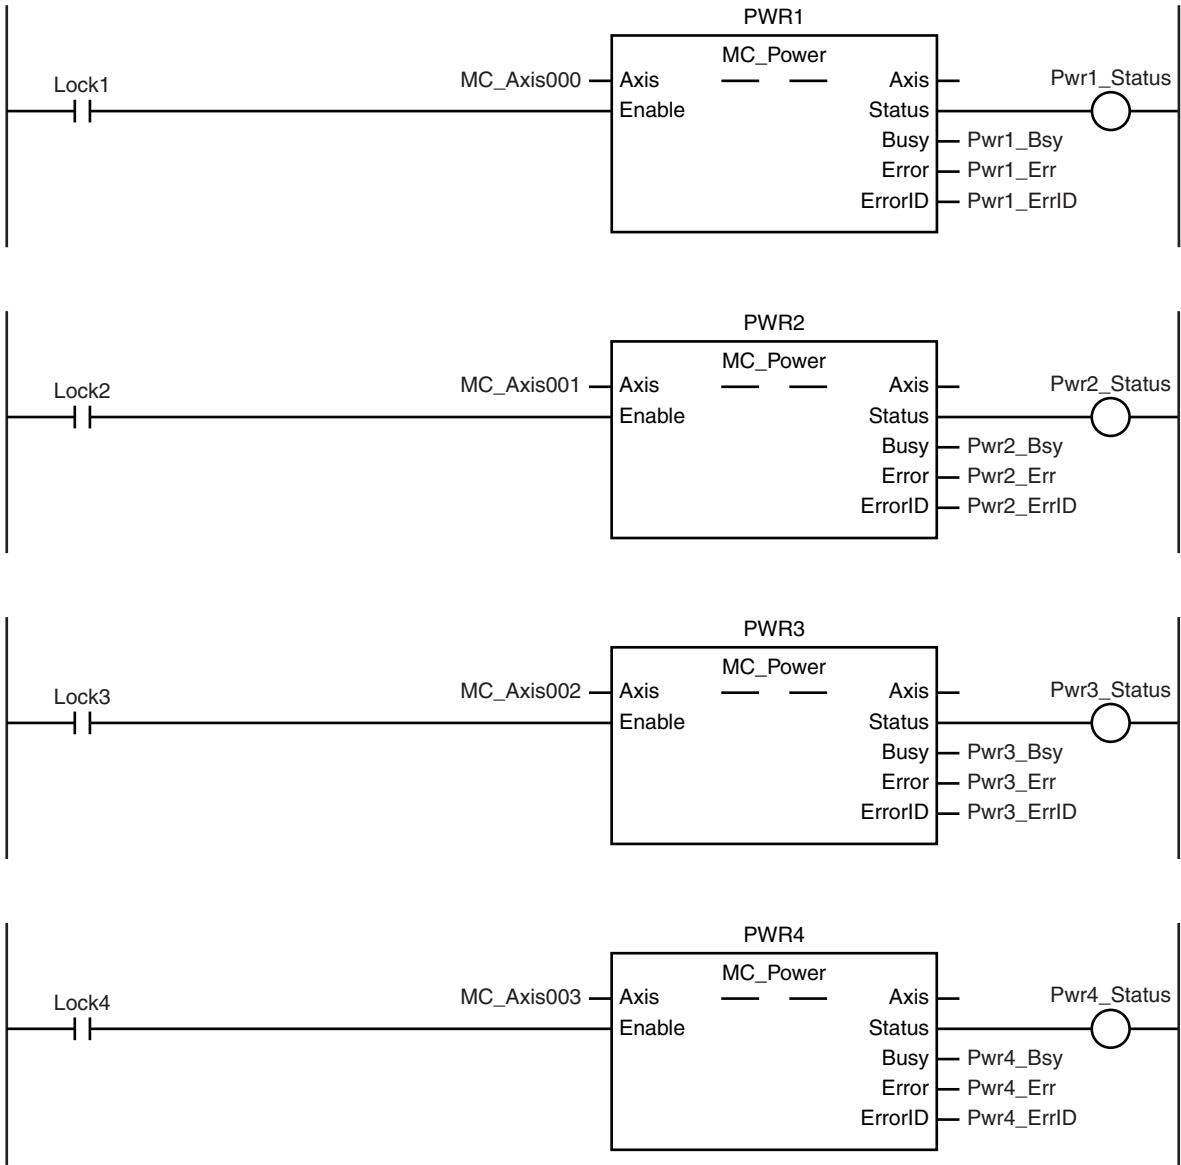 PWR1
MC_Power
Lock1
MC_Axis000 Axis Axis Pwr1_Status
Enable Status
Busy Pwr1_Bsy
Error Pwr1_Err
ErrorID Pwr1_ErrID
PWR2
MC_Power
Lock2
MC_Axis001 Axis Axis Pwr2_Status
Enable Status
Busy Pwr2_Bsy
Error Pwr2_Err
ErrorID Pwr2_ErrID
PWR3
MC_Power
Lock3
MC_Axis002 Axis Axis Pwr3_Status
Enable Status
Busy Pwr3_Bsy
Error Pwr3_Err
ErrorID Pwr3_ErrID
PWR4
MC_Power
Lock4
MC_Axis003 Axis Axis Pwr4_Status
Enable Status
Busy Pwr4_Bsy
Error Pwr4_Err
ErrorID Pwr4_ErrID